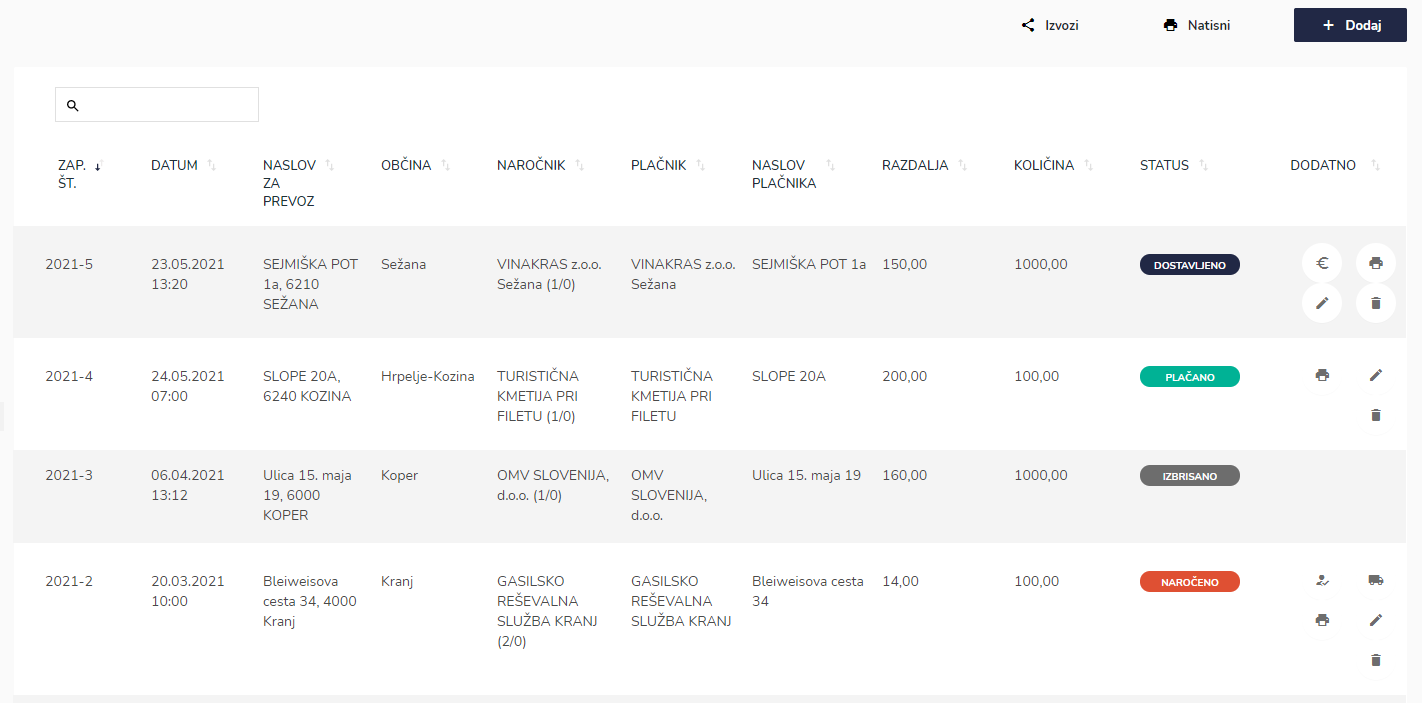 Izvozi
Natisni
+ Dodaj
ZAP. ŠT.
DATUM
NASLOV ZA PREVOZ
OBČINA
NAROČNIK
PLAČNIK
NASLOV PLAČNIKA
RAZDALJA
KOLIČINA
STATUS
DODATNO
2021-5
23.05.2021
13:20
SEJMIŠKA POT
1a, 6210
SEŽANA
Sežana
VINAKRAS z.o.o.
Sežana (1/0)
VINAKRAS z.o.o.
Sežana
SEJMIŠKA POT 1a
150,00
1000,00
DOSTAVLJENO
€
2021-4
24.05.2021
07:00
SLOPE 20A,
6240 KOZINA
Hrpelje-Kozina
TURISTIČNA
KMETIJA PRI
FILETU (1/0)
TURISTIČNA
KMETIJA PRI
FILETU
SLOPE 20A
200,00
100,00
PLAČANO
2021-3
06.04.2021
13:12
Ulica 15. maja
19, 6000
KOPER
Koper
OMV SLOVENIJA,
d.o.o. (1/0)
OMV
SLOVENIJA,
d.o.o.
Ulica 15. maja 19
160,00
1000,00
IZBRISANO
2021-2
20.03.2021
10:00
Bleiweisova
cesta 34, 4000
Kranj
Kranj
GASILSKO
REŠEVALNA
SLUŽBA KRANJ
(2/0)
GASILSKO
REŠEVALNA
SLUŽBA KRANJ
Bleiweisova cesta
34
14,00
100,00
NAROČENO